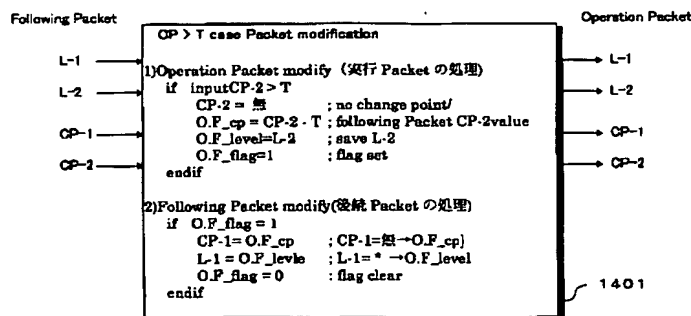 Following Packet
Operation Packet
CP > T case Packet modification
L-1
L-2
CP-1
CP-2
1)Operation Packet modify (実行 Packet の処理)
if inputCP-2 > T
CP-2 = 無 ; no change point/
O.F_cp = CP-2 - T ; following Packet CP-2value
O.F_level=L-2 ; save L-2
O.F_flag=1 ; flag set
endif
2)Following Packet modify(後続 Packet の処理)
if O.F_flag = 1
CP-1= O.F_cp ; CP-1=無→O.F_cp]
L-1 = O.F_levle ; L-1= * →O.F_level
O.F_flag = 0 : flag clear
endif
L-1
L-2
CP-1
CP-2
1401